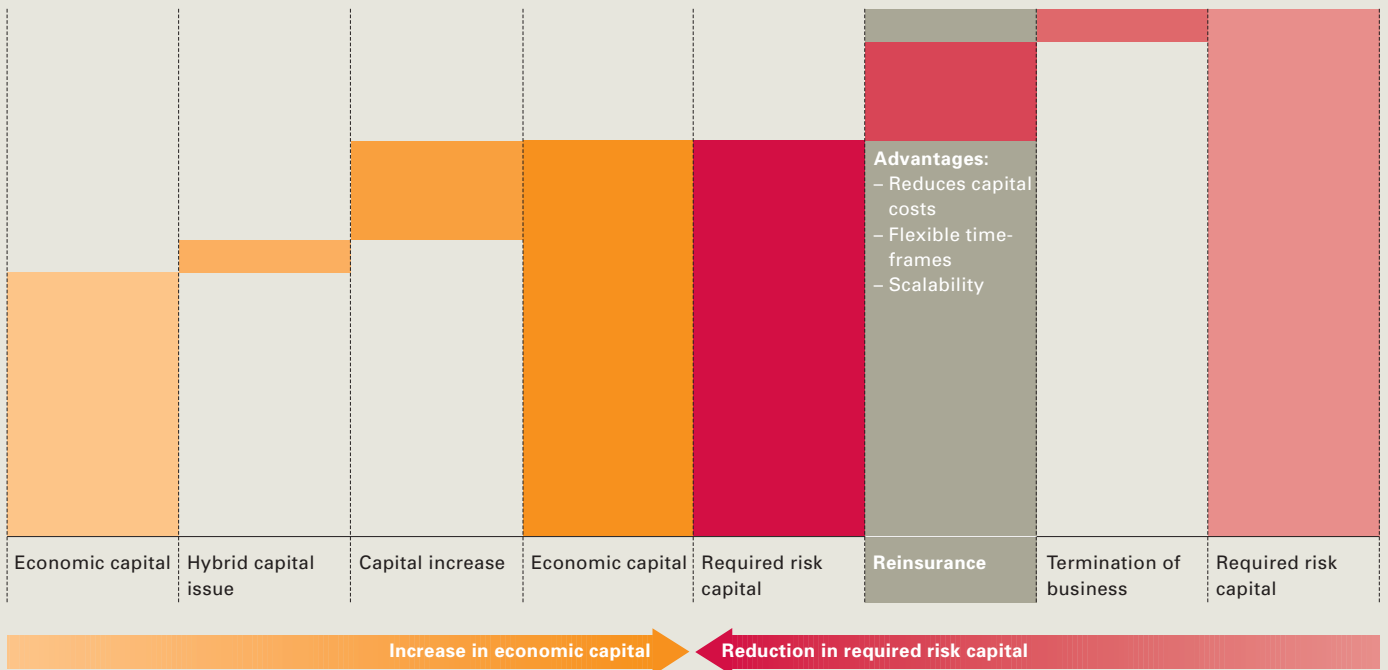 Advantages:
– Reduces capital
costs
– Flexible time-
frames
– Scalability
Economic capital
Hybrid capital
issue
Capital increase
Economic capital
Required risk
capital
Reinsurance
Termination of
business
Required risk
capital
Increase in economic capital
Reduction in required risk capital